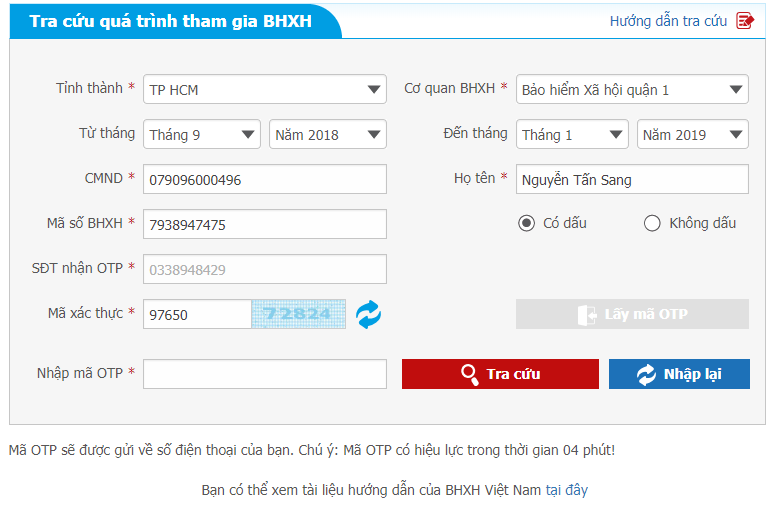 Tra cứu quá trình tham gia BHXH Hướng dẫn tra cứu
Tỉnh thành * TP HCM Cơ quan BHXH * Bảo hiểm Xã hội quận 1
Từ tháng Tháng 9 Năm 2018 Đến tháng Tháng 1 Năm 2019
CMND * 079096000496 Họ tên * Nguyễn Tấn Sang
Mã số BHXH * 7938947475 Có dấu Không dấu
SĐT nhận OTP * 0338948429
Mã xác thực * 97650 72824 Lấy mã OTP
Nhập mã OTP * Tra cứu Nhập lại
Mã OTP sẽ được gửi về số điện thoại của bạn. Chú ý: Mã OTP có hiệu lực trong thời gian 04 phút!
Bạn có thể xem tài liệu hướng dẫn của BHXH Việt Nam tại đây